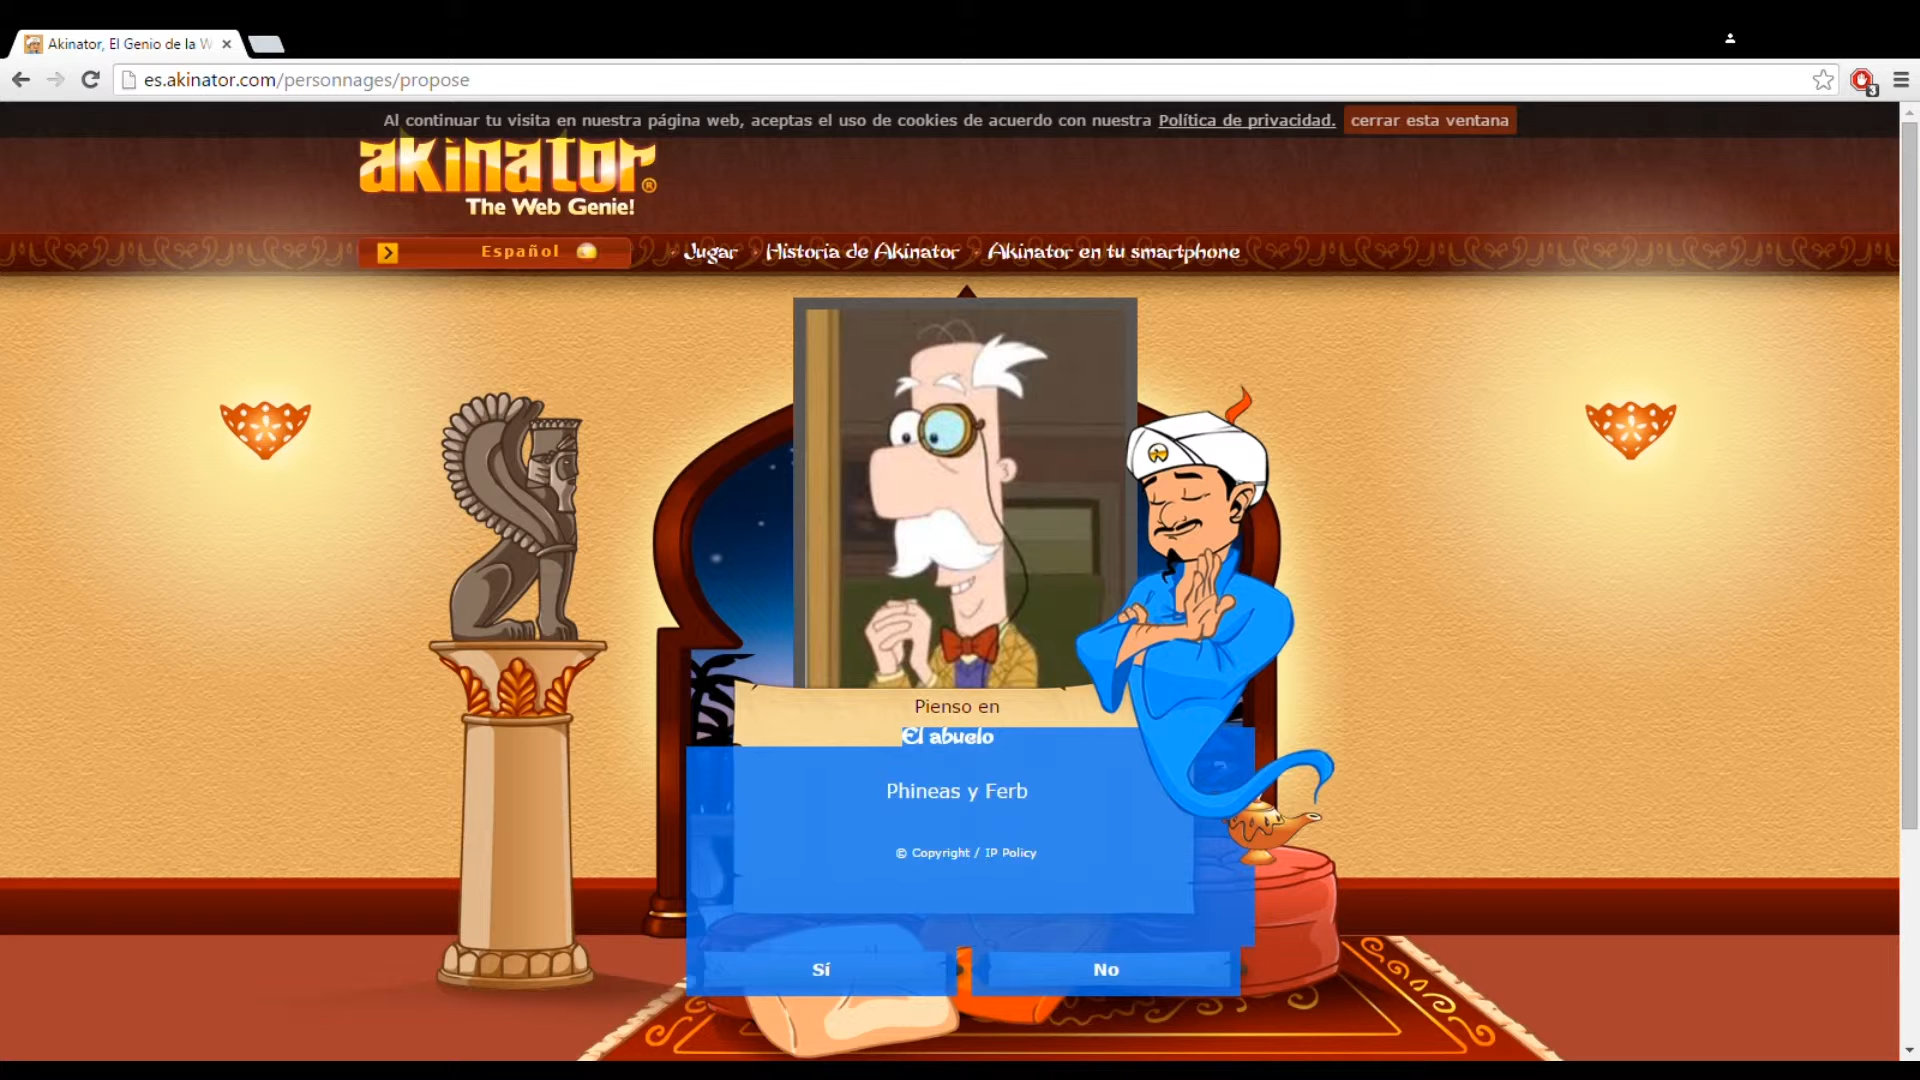 Akinator, El Genio de la W
es.akinator.com/personnages/propose
Al continuar tu visita en nuestra página web, aceptas el uso de cookies de acuerdo con nuestra Política de privacidad. cerrar esta ventana
akinator®
The Web Genie!
Español
Jugar
Historia de Akinator
Akinator en tu smartphone
Pienso en
El abuelo
Phineas y Ferb
© Copyright / IP Policy
Sí
No
3